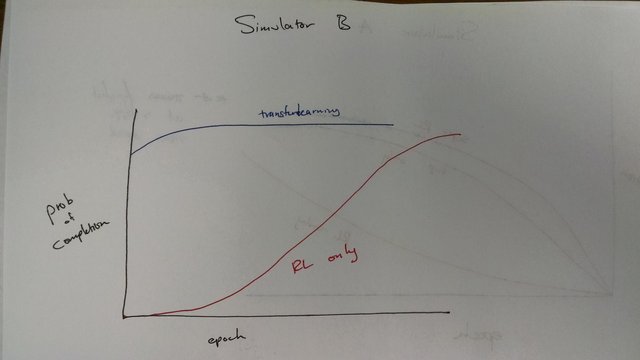 Simulator B
transferlearning
prob
of
completion
RL only
epoch